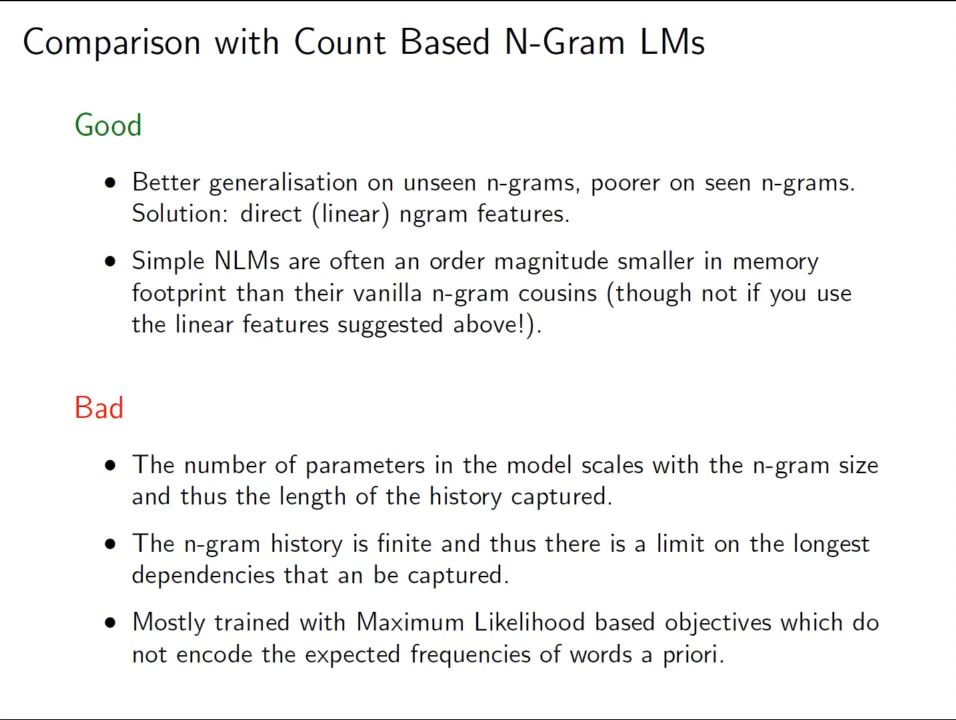 Comparison with Count Based N-Gram LMs
Good
• Better generalisation on unseen n-grams, poorer on seen n-grams.
Solution: direct (linear) ngram features.
• Simple NLMs are often an order magnitude smaller in memory
footprint than their vanilla n-gram cousins (though not if you use
the linear features suggested above!).
Bad
• The number of parameters in the model scales with the n-gram size
and thus the length of the history captured.
• The n-gram history is finite and thus there is a limit on the longest
dependencies that an be captured.
• Mostly trained with Maximum Likelihood based objectives which do
not encode the expected frequencies of words a priori.